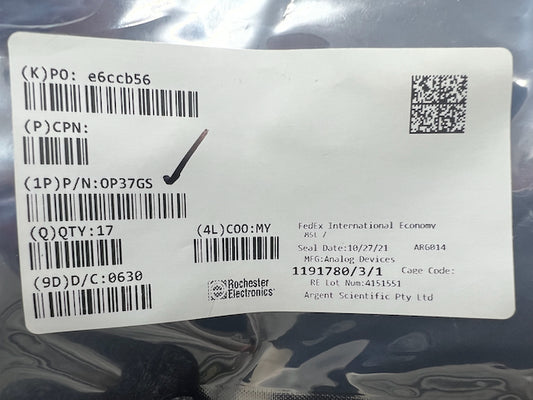 (K)PO: e6ccb56
(P)CPN:
(1P)P/N:OP37GS
(Q)QTY:17
(4L)COO:MY
(9D)D/C:0630
Rochester
Electronics
FedEx International Economy
MSL /
Seal Date:10/27/21 ARG014
MFG:Analog Devices
1191780/3/1 Cage Code:
RE Lot Num:4151551
Argent Scientific Pty Ltd